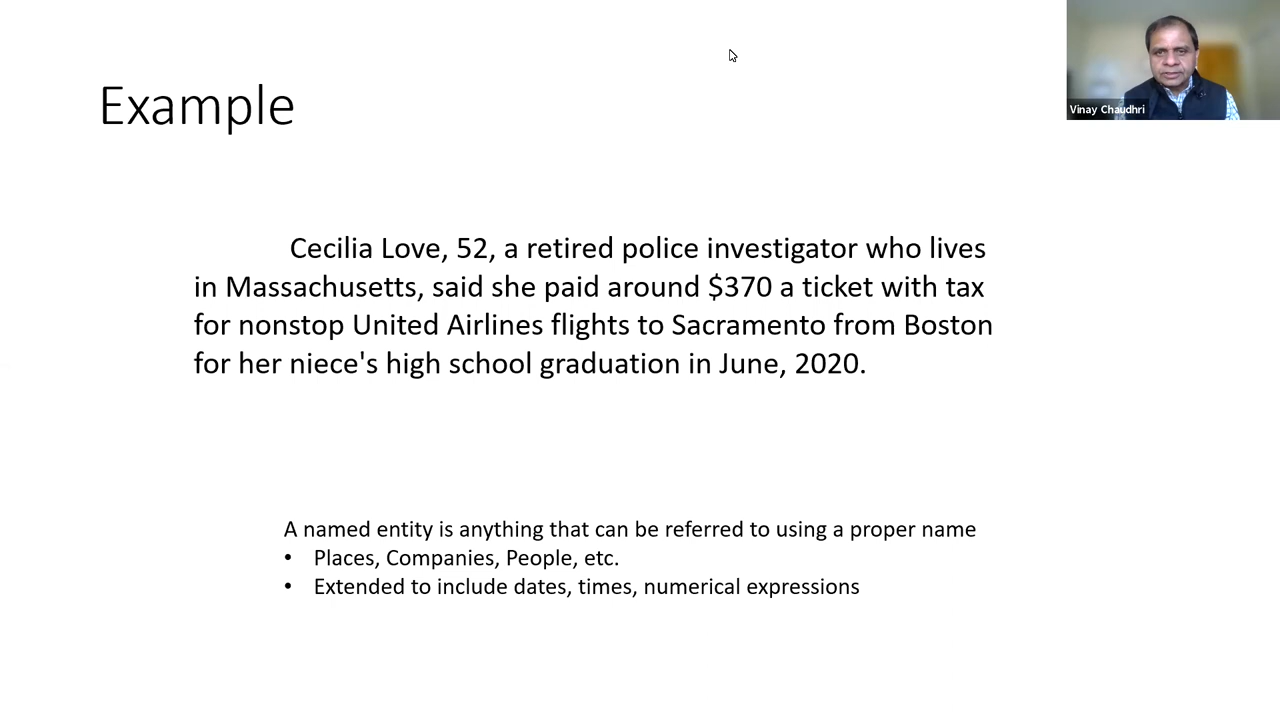 Example
Vinay Chaudhri
Cecilia Love, 52, a retired police investigator who lives
in Massachusetts, said she paid around $370 a ticket with tax
for nonstop United Airlines flights to Sacramento from Boston
for her niece's high school graduation in June, 2020.
A named entity is anything that can be referred to using a proper name
• Places, Companies, People, etc.
• Extended to include dates, times, numerical expressions